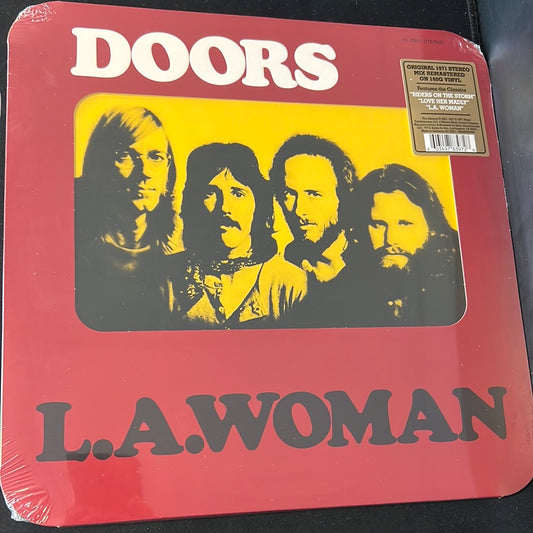 DOORS
ORIGINAL 1971 STEREO
MIX REMASTERED
ON 180G VINYL
Features the Classics
"RIDERS ON THE STORM"
"LOVE HER MADLY"
"L.A. WOMAN"
L.A.WOMAN